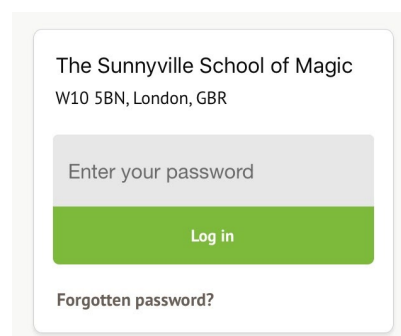 The Sunnyville School of Magic
W10 5BN, London, GBR
Enter your password
Log in
Forgotten password?